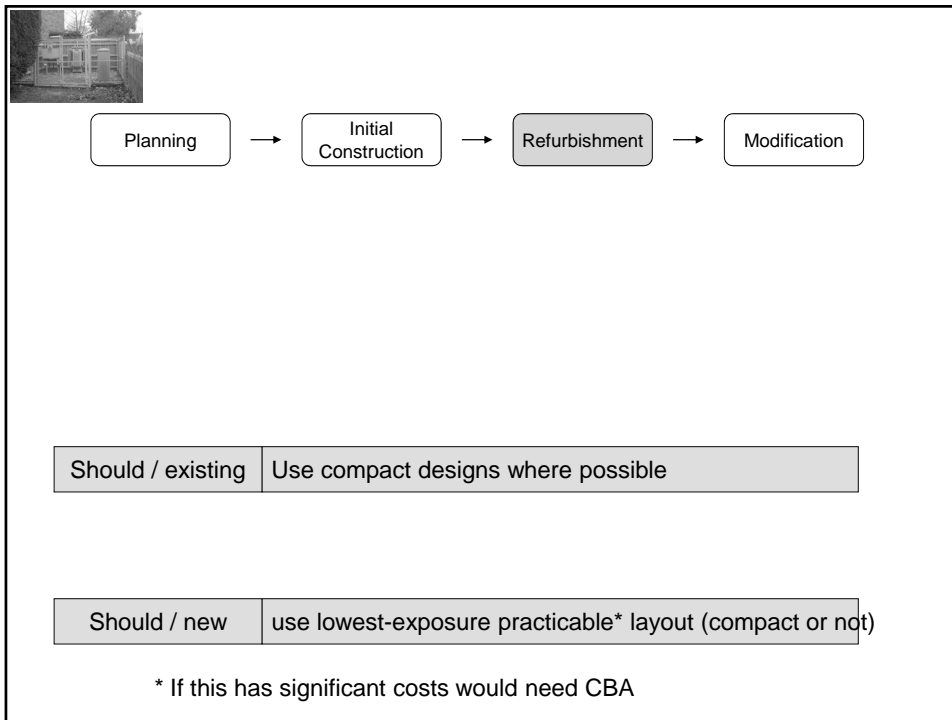 Planning → Initial Construction → Refurbishment → Modification
Should / existing Use compact designs where possible
Should / new use lowest-exposure practicable* layout (compact or not)
* If this has significant costs would need CBA